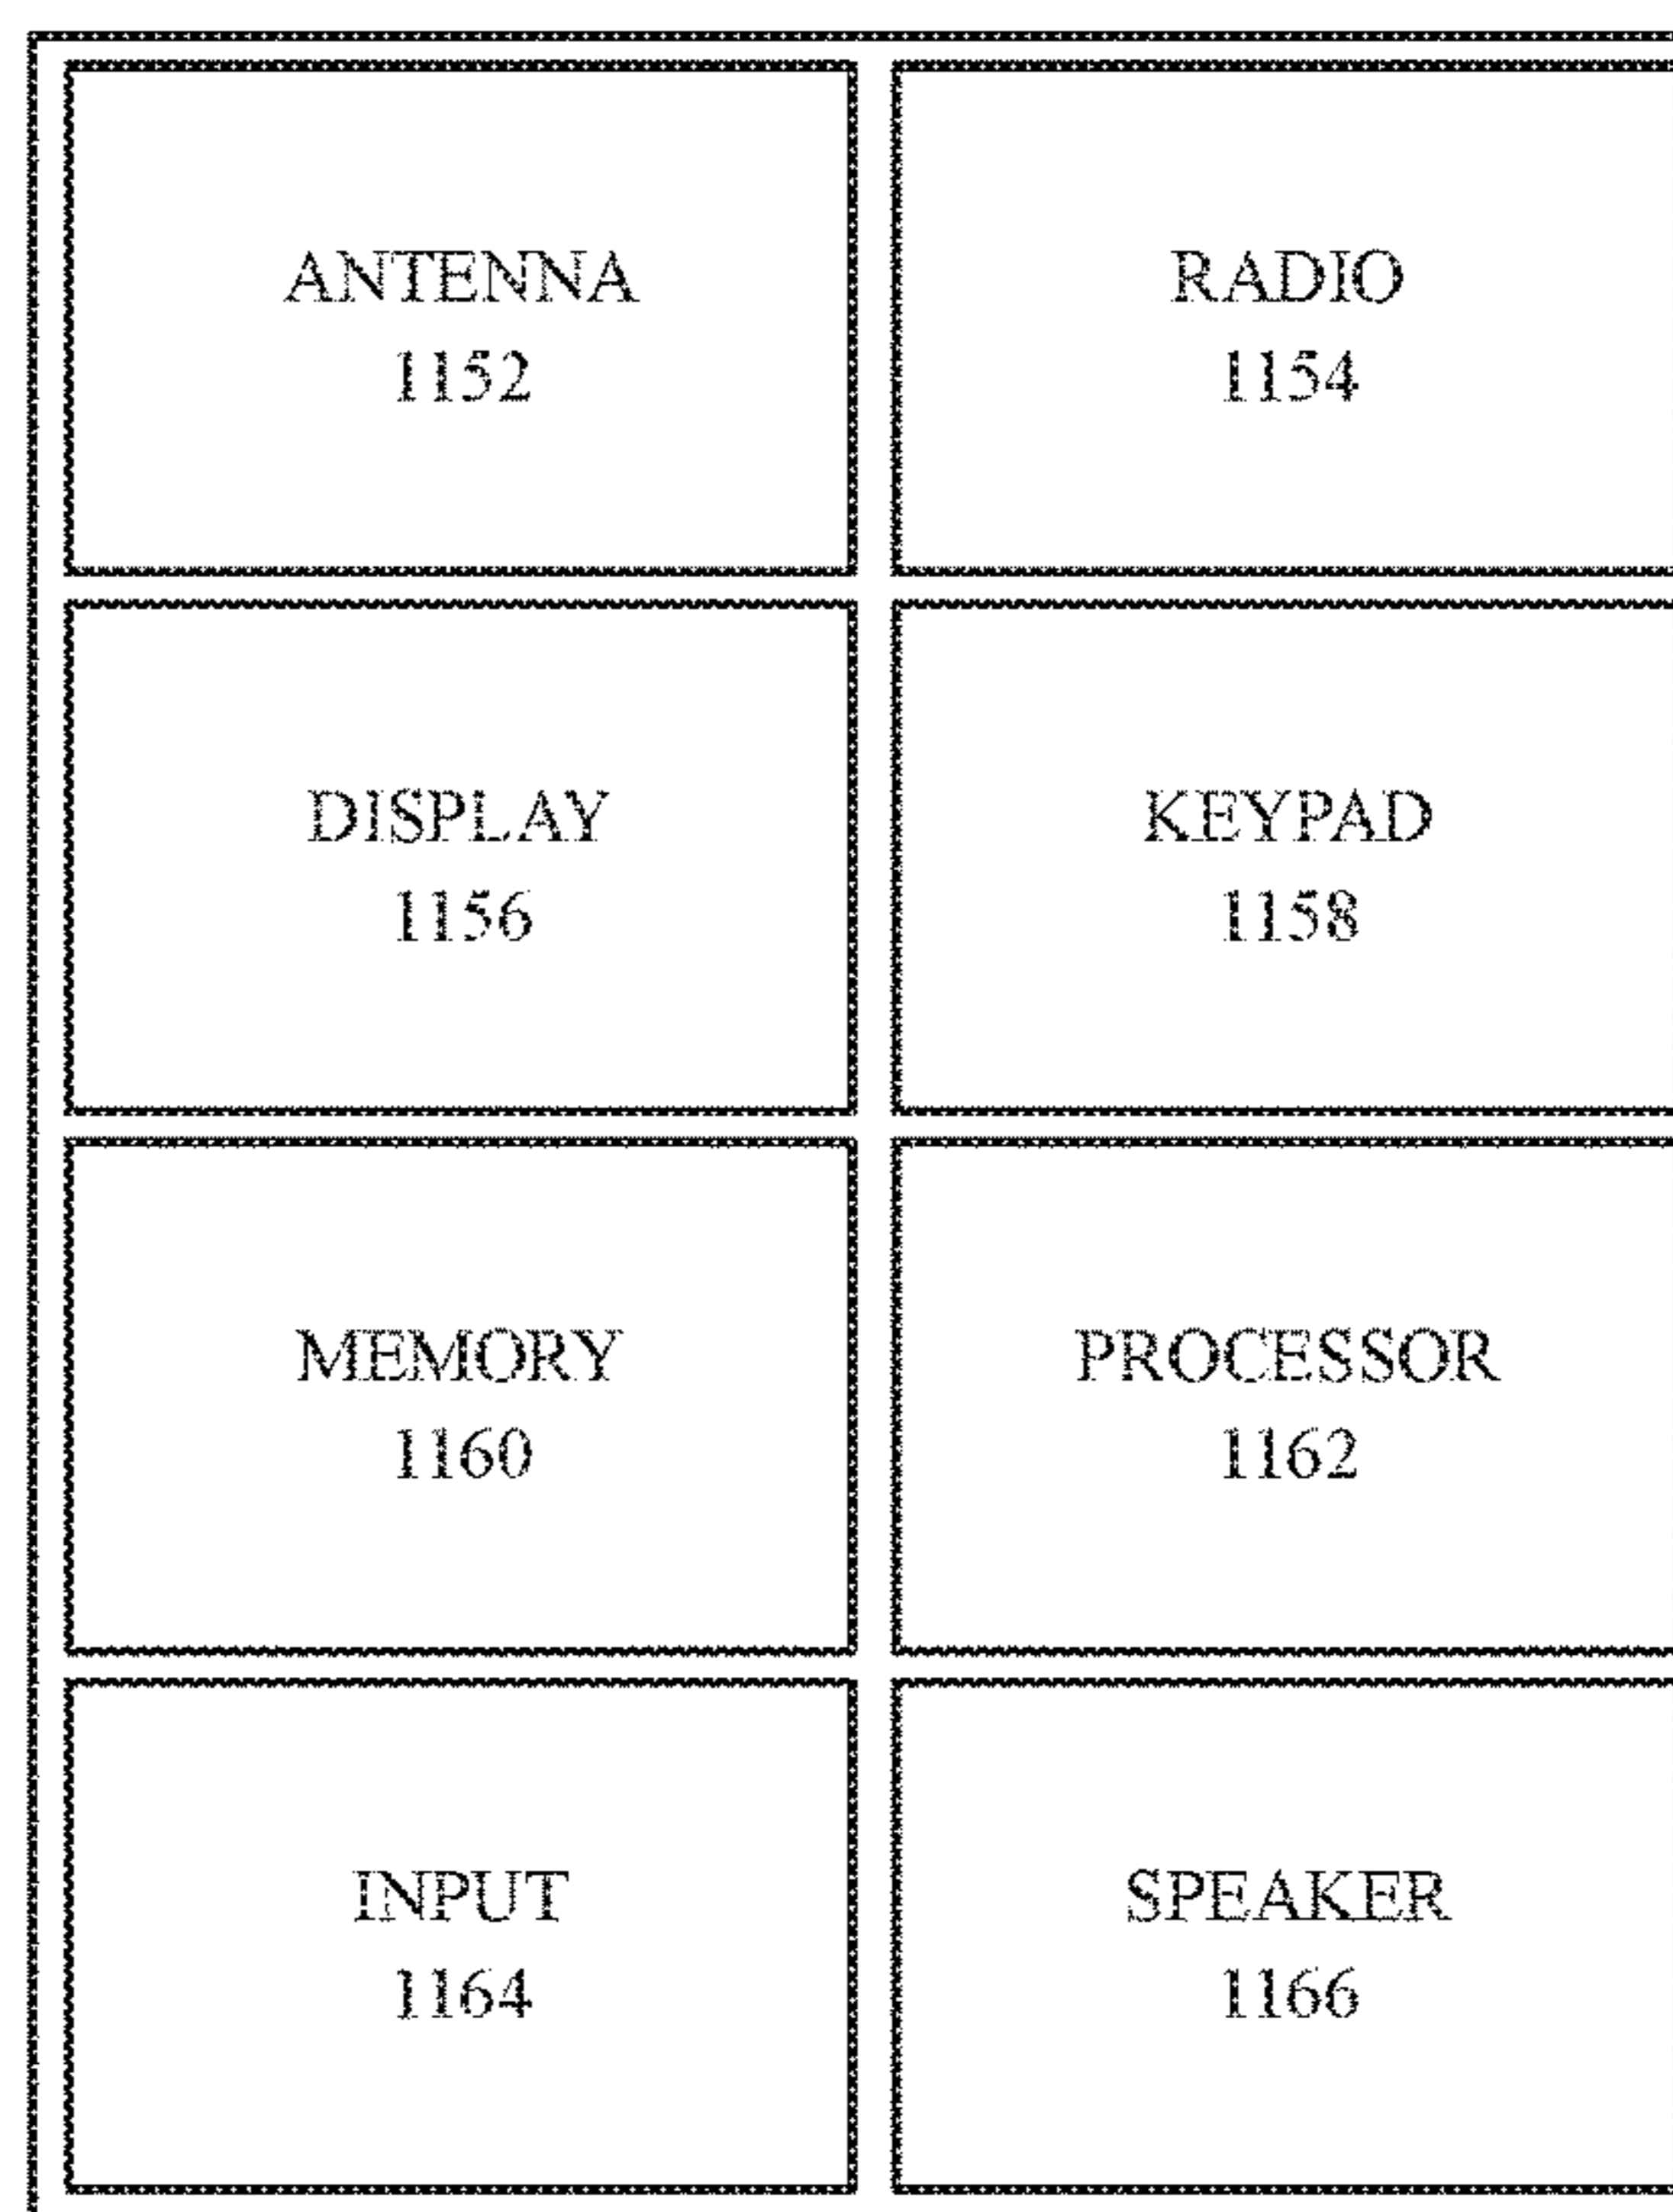 ANTENNA
1152
RADIO
1154
DISPLAY
1156
KEYPAD
1158
MEMORY
1160
PROCESSOR
1162
INPUT
1164
SPEAKER
1166